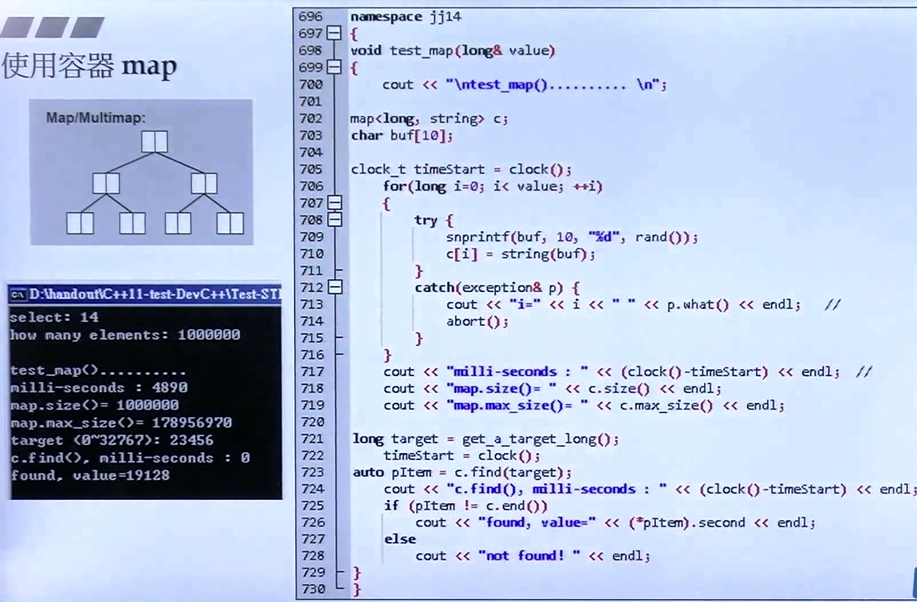 使用容器 map
Map/Multimap:
D:\handout\C++11-test-DevC++\Test-STI
select: 14
how many elements: 1000000
test_map()..........
milli-seconds : 4890
map.size()= 1000000
map.max_size()= 178956970
target (0~32767): 23456
c.find(), milli-seconds : 0
found, value=19128
696 namespace jj14
697 {
698 void test_map(long& value)
699 {
700 cout << "\ntest_map().......... \n";
701
702 map<long, string> c;
703 char buf[10];
704
705 clock_t timeStart = clock();
706 for(long i=0; i< value; ++i)
707 {
708 try {
709 snprintf(buf, 10, "%d", rand());
710 c[i] = string(buf);
711 }
712 catch(exception& p) {
713 cout << "i=" << i << " " << p.what() << endl; //
714 abort();
715 }
716 }
717 cout << "milli-seconds : " << (clock()-timeStart) << endl; //
718 cout << "map.size()= " << c.size() << endl;
719 cout << "map.max_size()= " << c.max_size() << endl;
720
721 long target = get_a_target_long();
722 timeStart = clock();
723 auto pItem = c.find(target);
724 cout << "c.find(), milli-seconds : " << (clock()-timeStart) << endl;
725 if (pItem != c.end())
726 cout << "found, value=" << (*pItem).second << endl;
727 else
728 cout << "not found! " << endl;
729 }
730 }